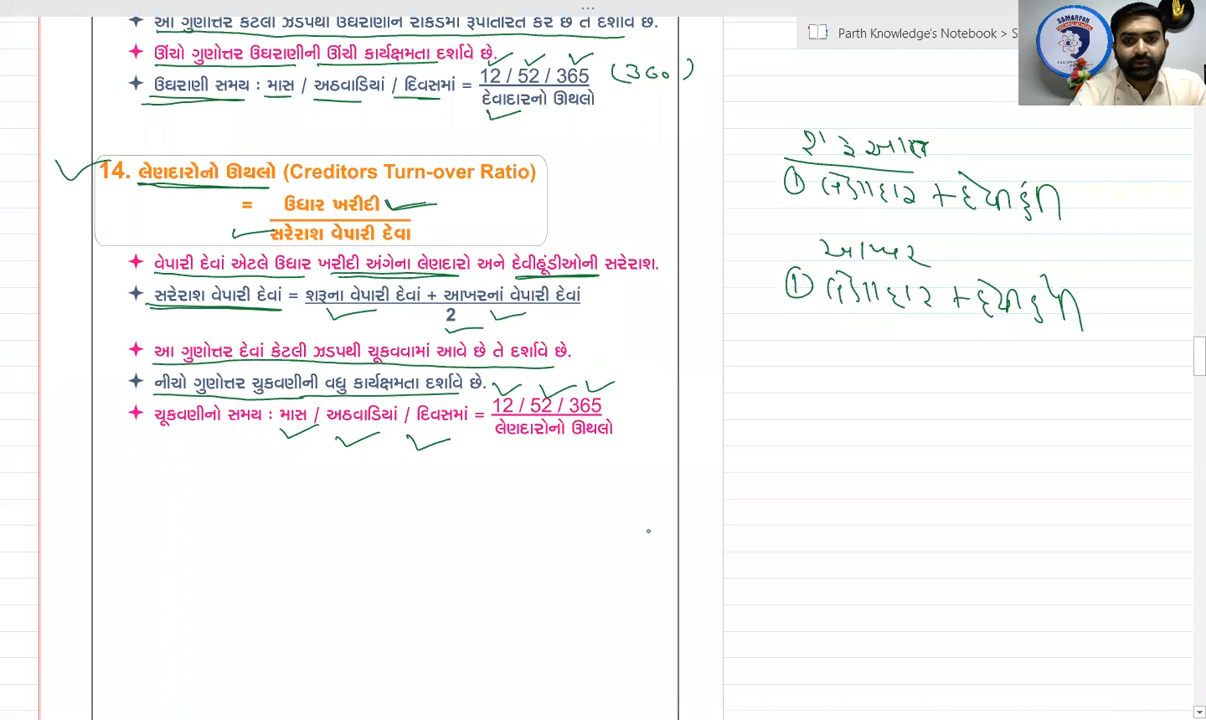 આ ગુણોત્તર કેટલી ઝડપથી ઉઘરાણીને રોકડમાં રૂપાંતરિત કરે છે તે દર્શાવે છે.
ઊંચો ગુણોત્તર ઉઘરાણીની ઊંચી કાર્યક્ષમતા દર્શાવે છે.
ઉઘરાણી સમય : માસ / અઠવાડિયાં / દિવસમાં = 12 / 52 / 365 (360)
દેવાદારનો ઊથલો
14. લેણદારોનો ઊથલો (Creditors Turn-over Ratio)
= ઉધાર ખરીદી
સરેરાશ વેપારી દેવા
વેપારી દેવાં એટલે ઉધાર ખરીદી અંગેના લેણદારો અને દેવીહૂંડીઓની સરેરાશ.
સરેરાશ વેપારી દેવાં = શરૂના વેપારી દેવાં + આખરનાં વેપારી દેવાં
2
આ ગુણોત્તર દેવાં કેટલી ઝડપથી ચૂકવવામાં આવે છે તે દર્શાવે છે.
નીચો ગુણોત્તર ચુકવણીની વધુ કાર્યક્ષમતા દર્શાવે છે.
ચૂકવણીનો સમય : માસ / અઠવાડિયાં / દિવસમાં = 12 / 52 / 365
લેણદારોનો ઊથલો
Parth Knowledge's Notebook > S
SAMARPAN
શરૂઆત
① લેણદાર +
આખર
① લેણદાર +